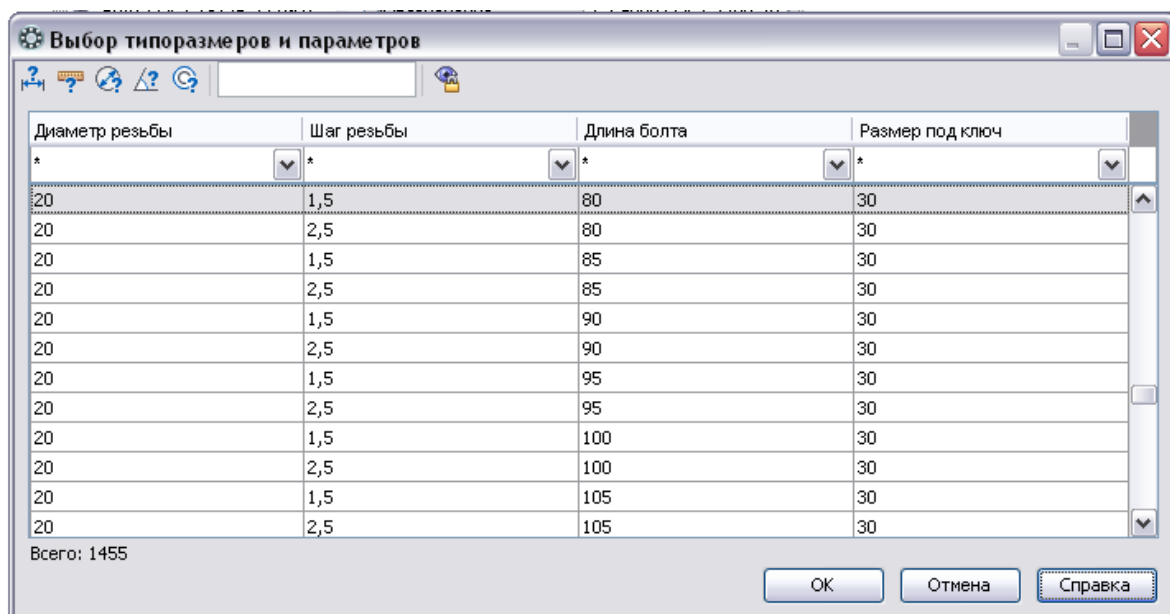 Выбор типоразмеров и параметров
Диаметр резьбы Шаг резьбы Длина болта Размер под ключ
* * * *
20 1,5 80 30
20 2,5 80 30
20 1,5 85 30
20 2,5 85 30
20 1,5 90 30
20 2,5 90 30
20 1,5 95 30
20 2,5 95 30
20 1,5 100 30
20 2,5 100 30
20 1,5 105 30
20 2,5 105 30
Всего: 1455
ОК Отмена Справка